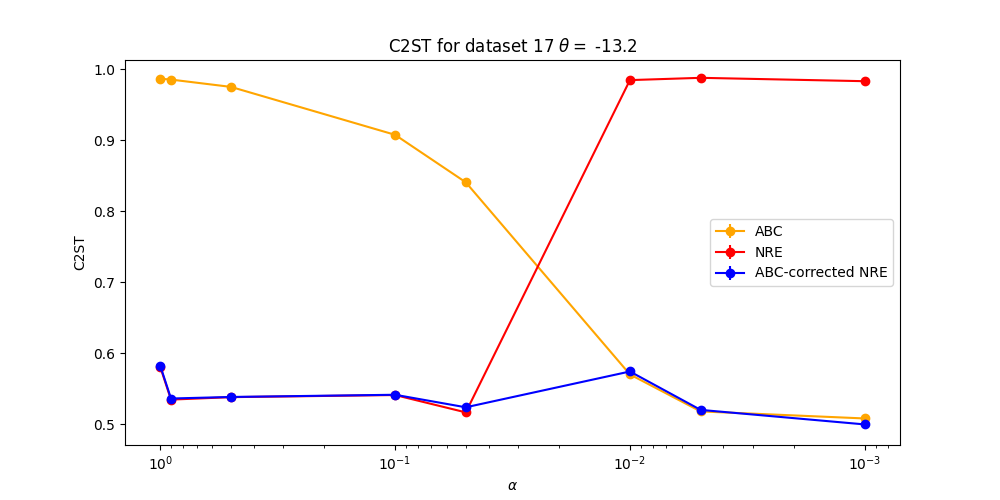 C2ST for dataset 17 θ = -13.2
1.0
0.9
0.8
0.7
0.6
0.5
C2ST
ABC
NRE
ABC-corrected NRE
10⁰
10⁻¹
10⁻²
10⁻³
α